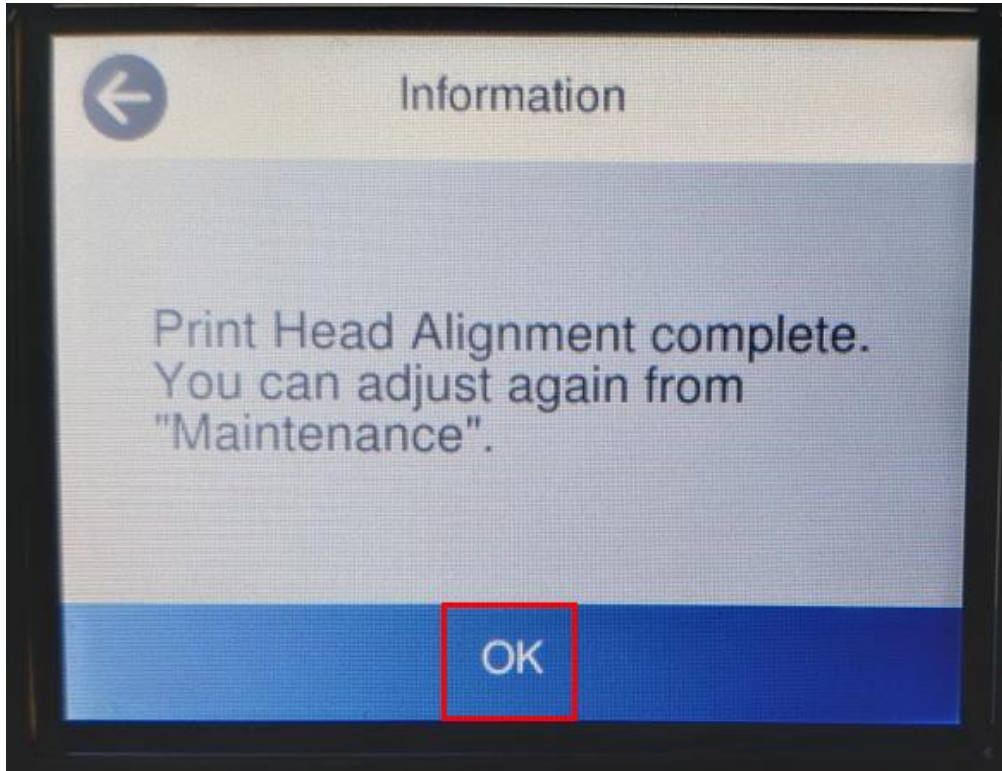 Information
Print Head Alignment complete.
You can adjust again from
"Maintenance".
OK